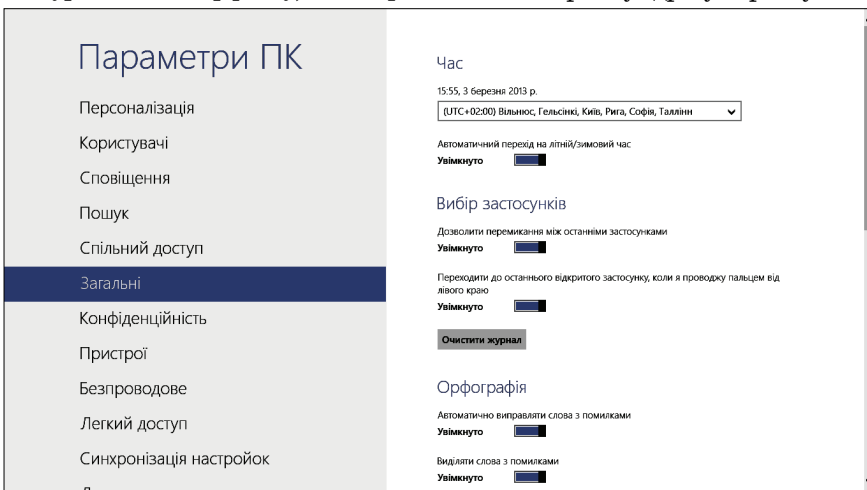 Параметри ПК
Персоналізація
Користувачі
Сповіщення
Пошук
Спільний доступ
Загальні
Конфіденційність
Пристрої
Безпроводове
Легкий доступ
Синхронізація настройок
Час
15:55, 3 березня 2013 р.
(UTC+02:00) Вільнюс, Гельсінкі, Київ, Рига, Софія, Таллінн
Автоматичний перехід на літній/зимовий час
Увімкнуто
Вибір застосунків
Дозволити перемикання між останніми застосунками
Увімкнуто
Переходити до останнього відкритого застосунку, коли я проводжу пальцем від
лівого краю
Увімкнуто
Очистити журнал
Орфографія
Автоматично виправляти слова з помилками
Увімкнуто
Виділяти слова з помилками
Увімкнуто